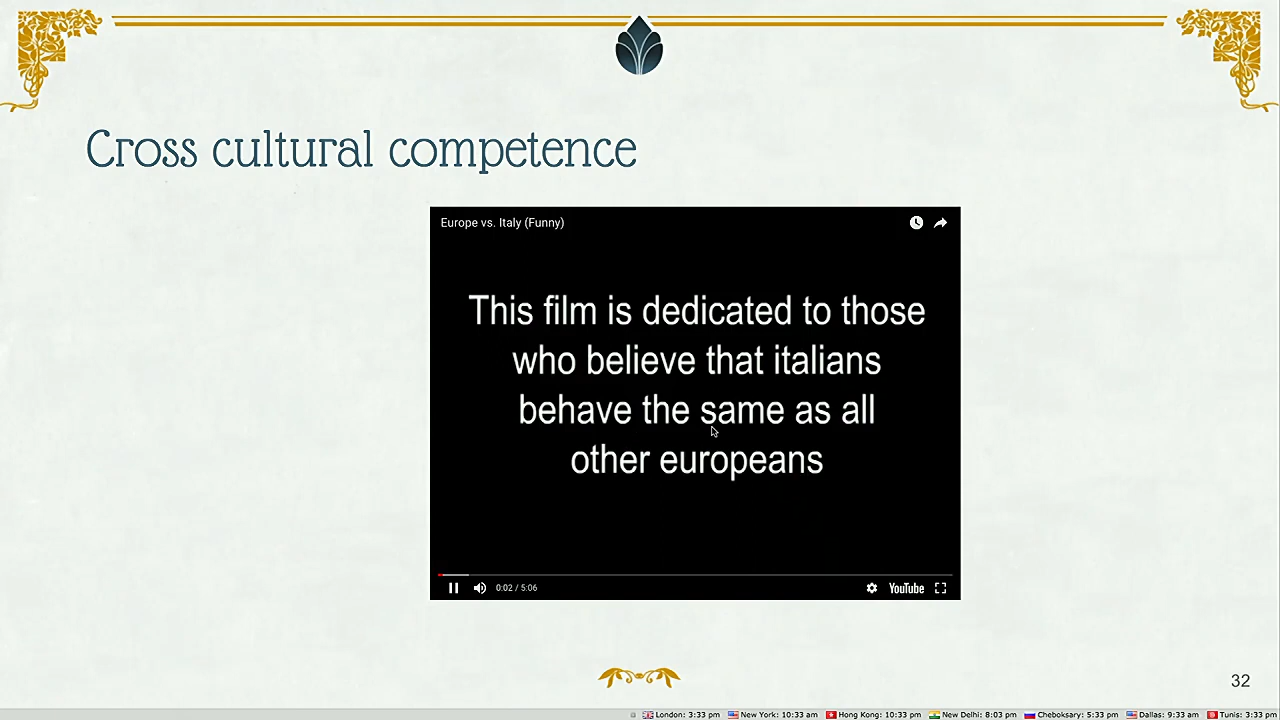 Cross cultural competence
Europe vs. Italy (Funny)
This film is dedicated to those
who believe that italians
behave the same as all
other europeans
0:02 / 5:06
YouTube
32
London: 3:33 pm New York: 10:33 am Hong Kong: 10:33 pm New Delhi: 8:03 pm Cheboksary: 5:33 pm Dallas: 9:33 am Tunis: 3:33 pm